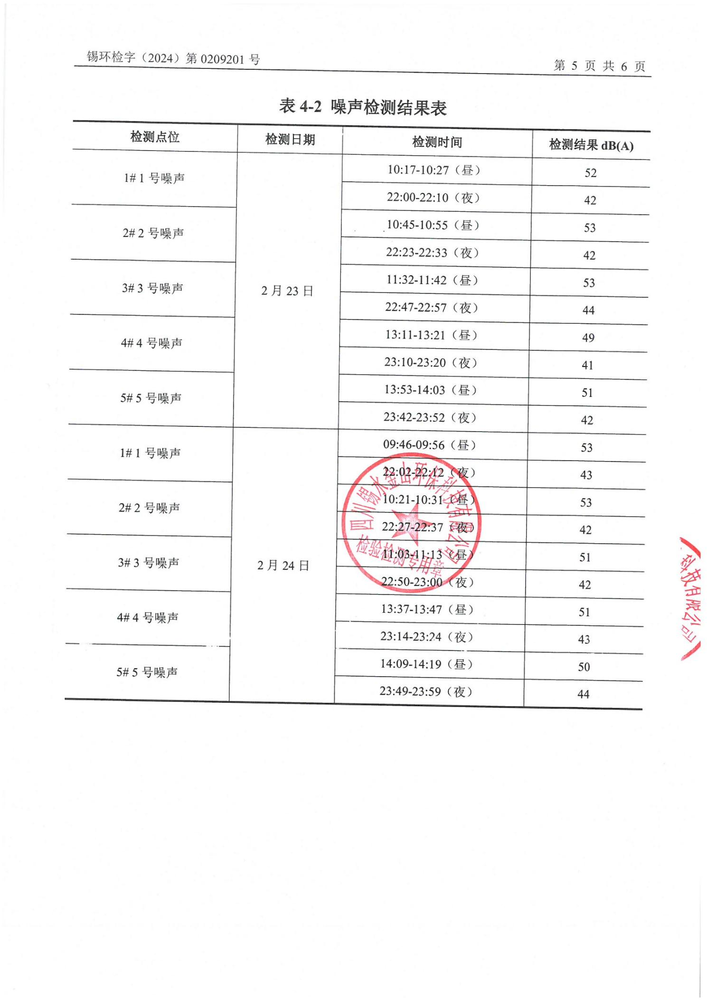 锡环检字（2024）第 0209201 号
第 5 页 共 6 页
表 4-2 噪声检测结果表
检测点位 检测日期 检测时间 检测结果 dB(A)
1# 1 号噪声 2 月 23 日 10:17-10:27（昼） 52
22:00-22:10（夜） 42
2# 2 号噪声 10:45-10:55（昼） 53
22:23-22:33（夜） 42
3# 3 号噪声 11:32-11:42（昼） 53
22:47-22:57（夜） 44
4# 4 号噪声 13:11-13:21（昼） 49
23:10-23:20（夜） 41
5# 5 号噪声 13:53-14:03（昼） 51
23:42-23:52（夜） 42
1# 1 号噪声 2 月 24 日 09:46-09:56（昼） 53
22:02-22:12（夜） 43
2# 2 号噪声 10:21-10:31（昼） 53
22:27-22:37（夜） 42
3# 3 号噪声 11:03-11:13（昼） 51
22:50-23:00（夜） 42
4# 4 号噪声 13:37-13:47（昼） 51
23:14-23:24（夜） 43
5# 5 号噪声 14:09-14:19（昼） 50
23:49-23:59（夜） 44
四川锡水金山环保科技有限公司
检验检测专用章
科技有限公司